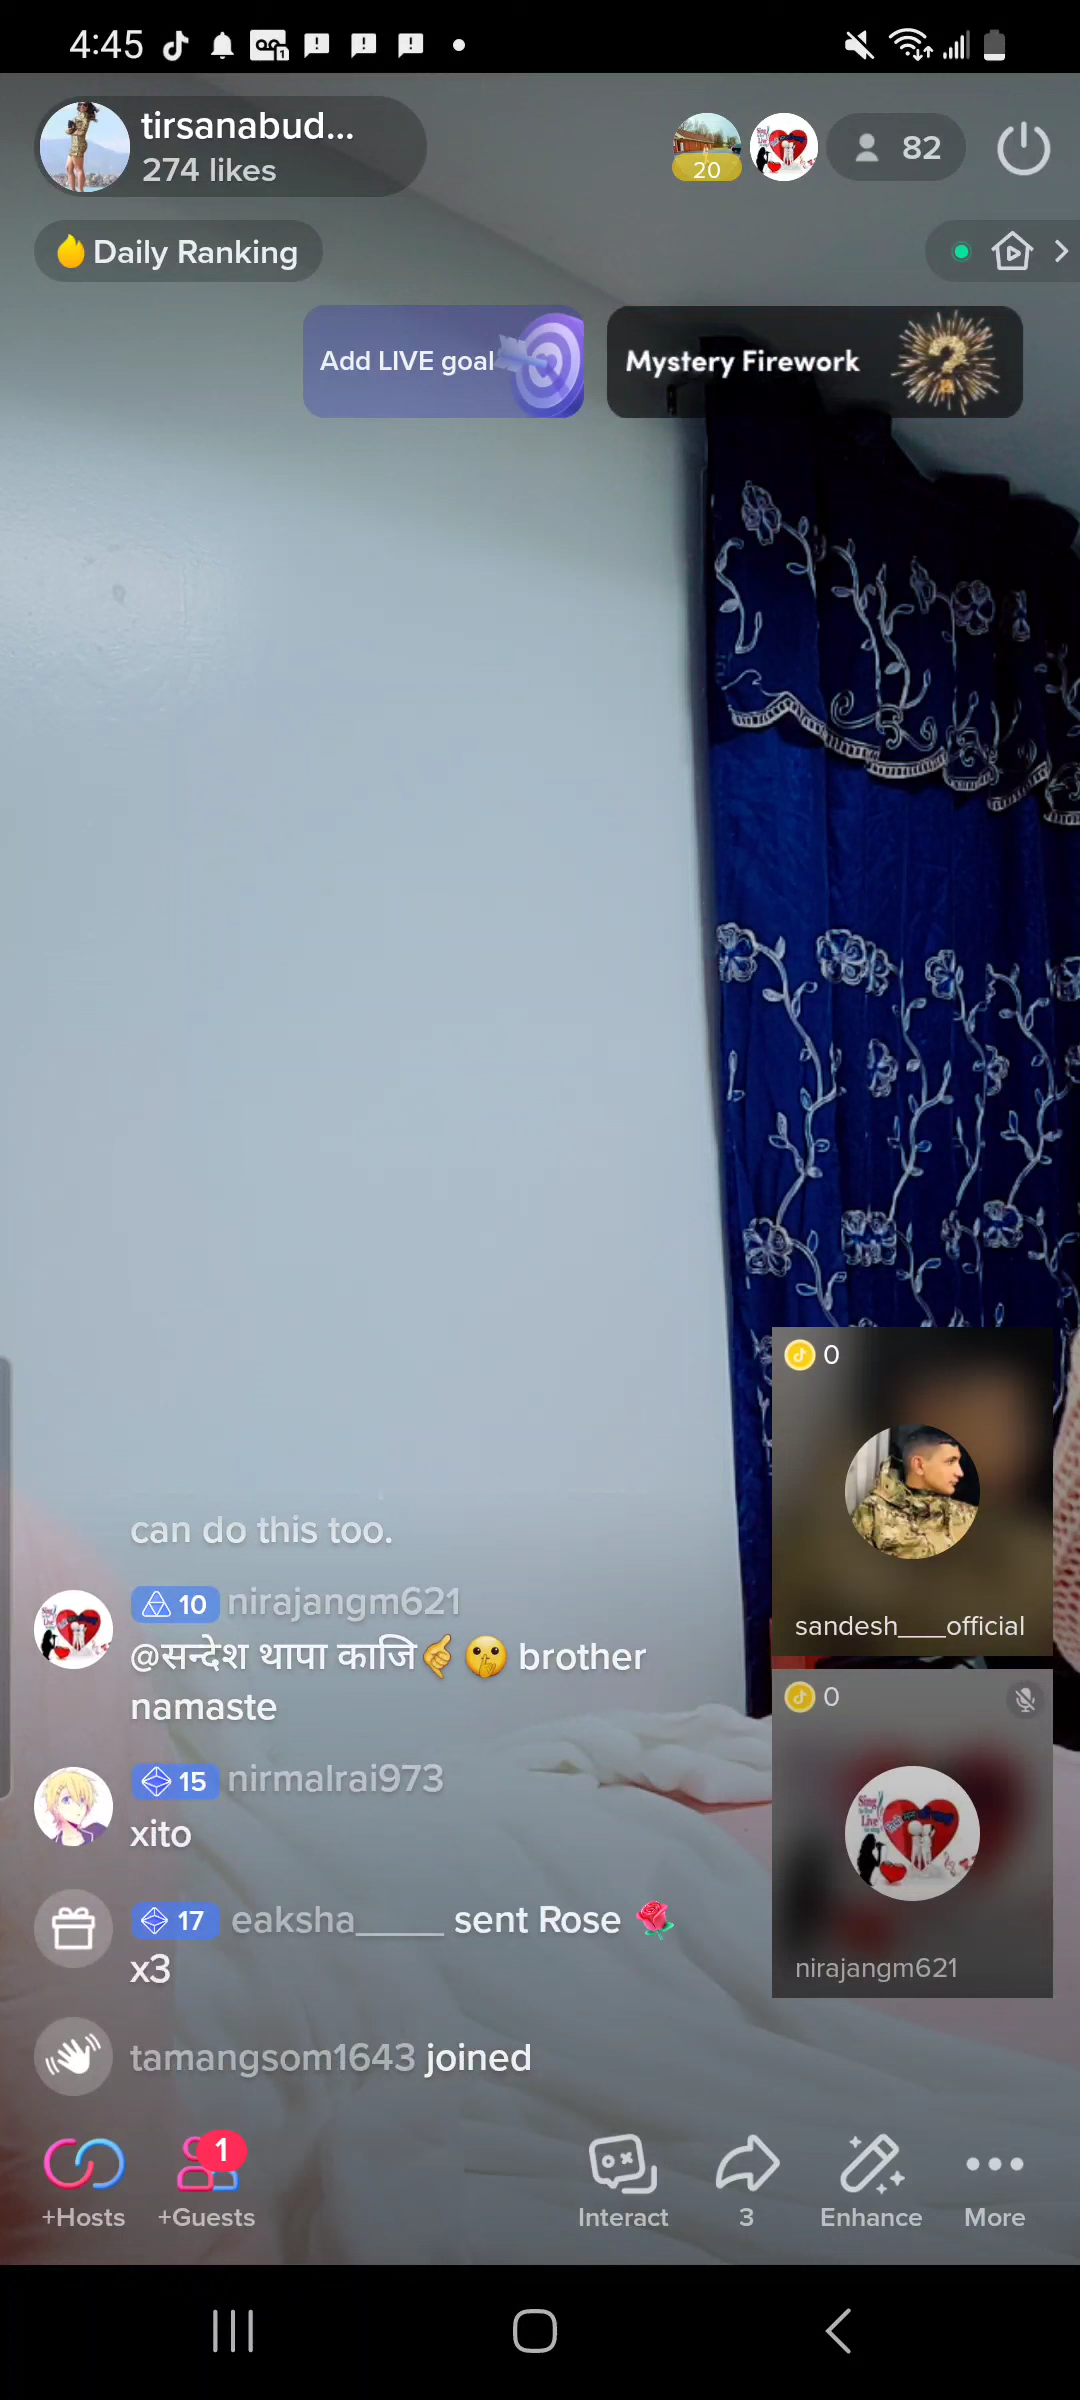 4:45
tirsanabud...
274 likes
20
82
Daily Ranking
Add LIVE goal
Mystery Firework
0
sandesh___official
can do this too.
10 nirajangm621
@सन्देश थापा काजि🤙🤫 brother
namaste
0
nirajangm621
15 nirmalrai973
xito
17 eaksha____ sent Rose 🌹
x3
tamangsom1643 joined
1
+Hosts
+Guests
Interact
3
Enhance
More